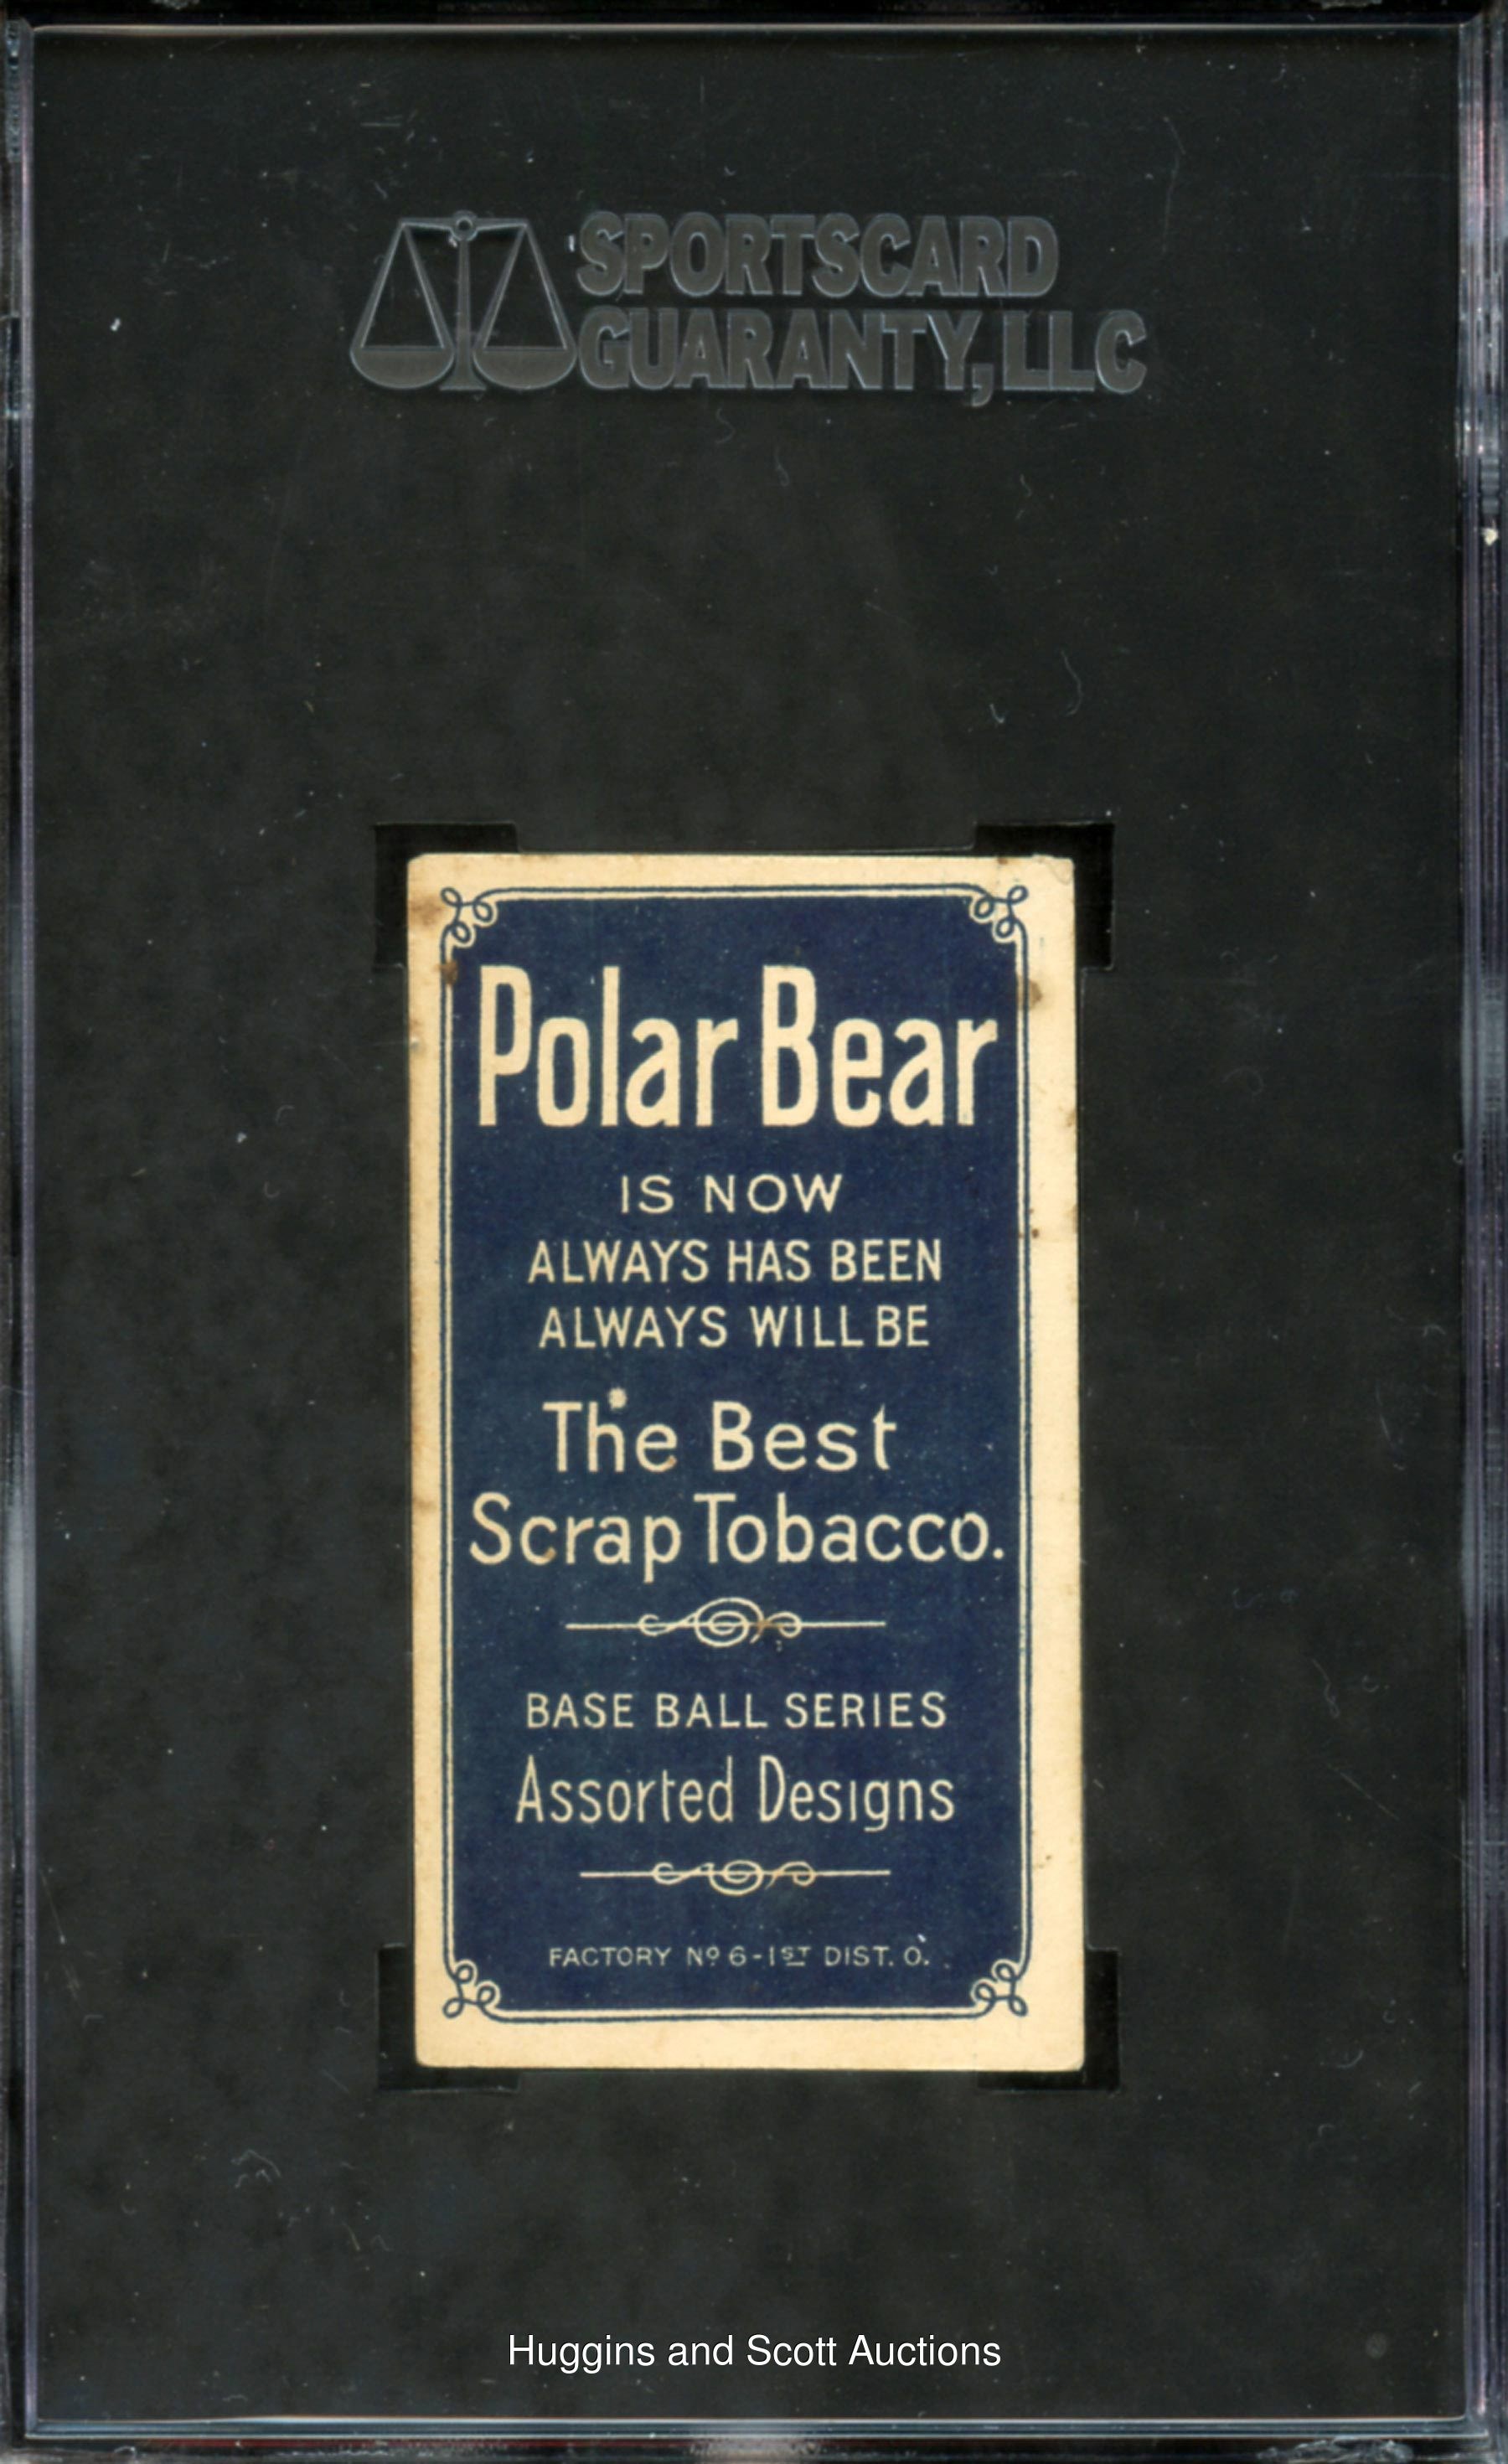 SPORTSCARD
GUARANTY, LLC
Polar Bear
IS NOW
ALWAYS HAS BEEN
ALWAYS WILL BE
The Best
Scrap Tobacco.
BASE BALL SERIES
Assorted Designs
FACTORY Nº 6-1ST DIST. O.
Huggins and Scott Auctions